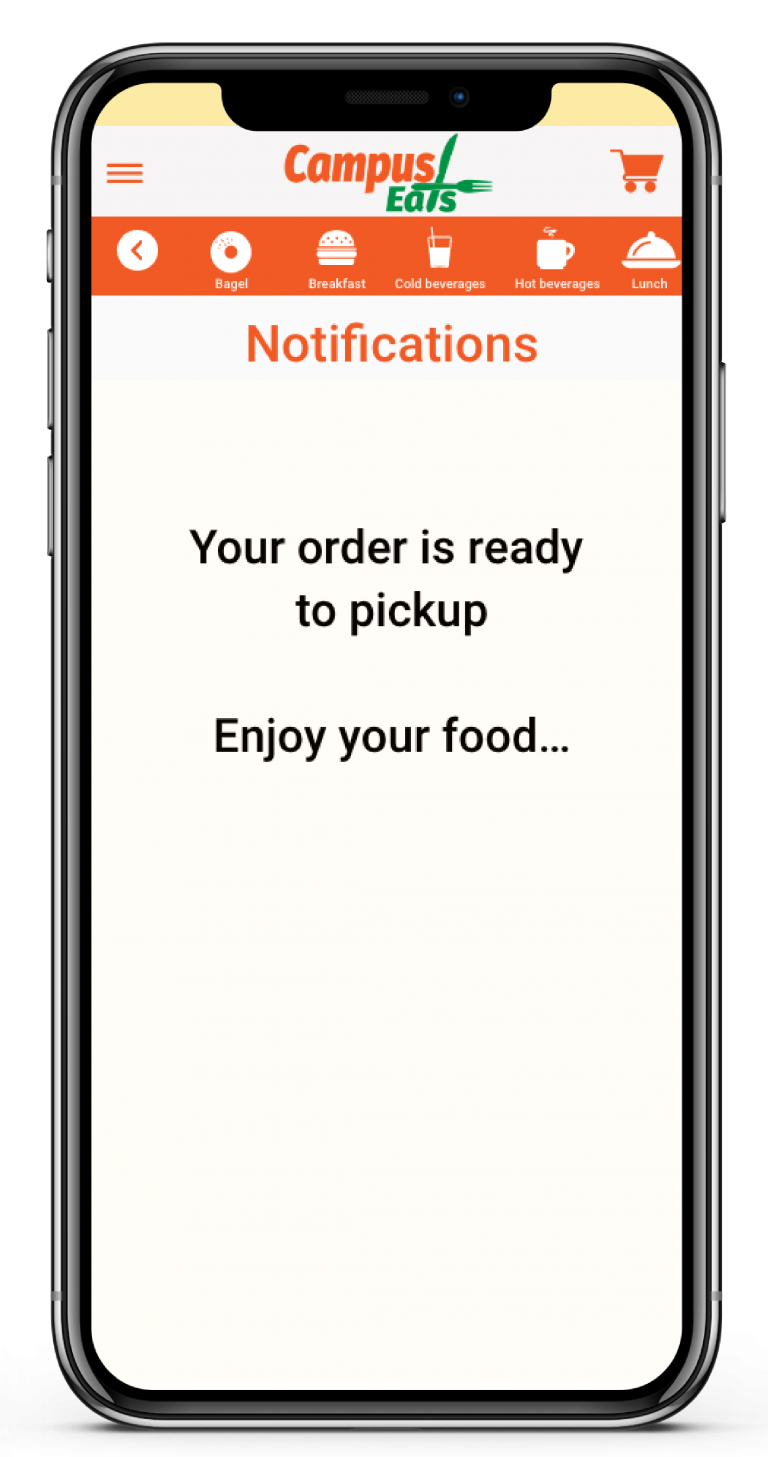 Campus
Eats
Bagel
Breakfast
Cold beverages
Hot beverages
Lunch
Notifications
Your order is ready
to pickup
Enjoy your food...